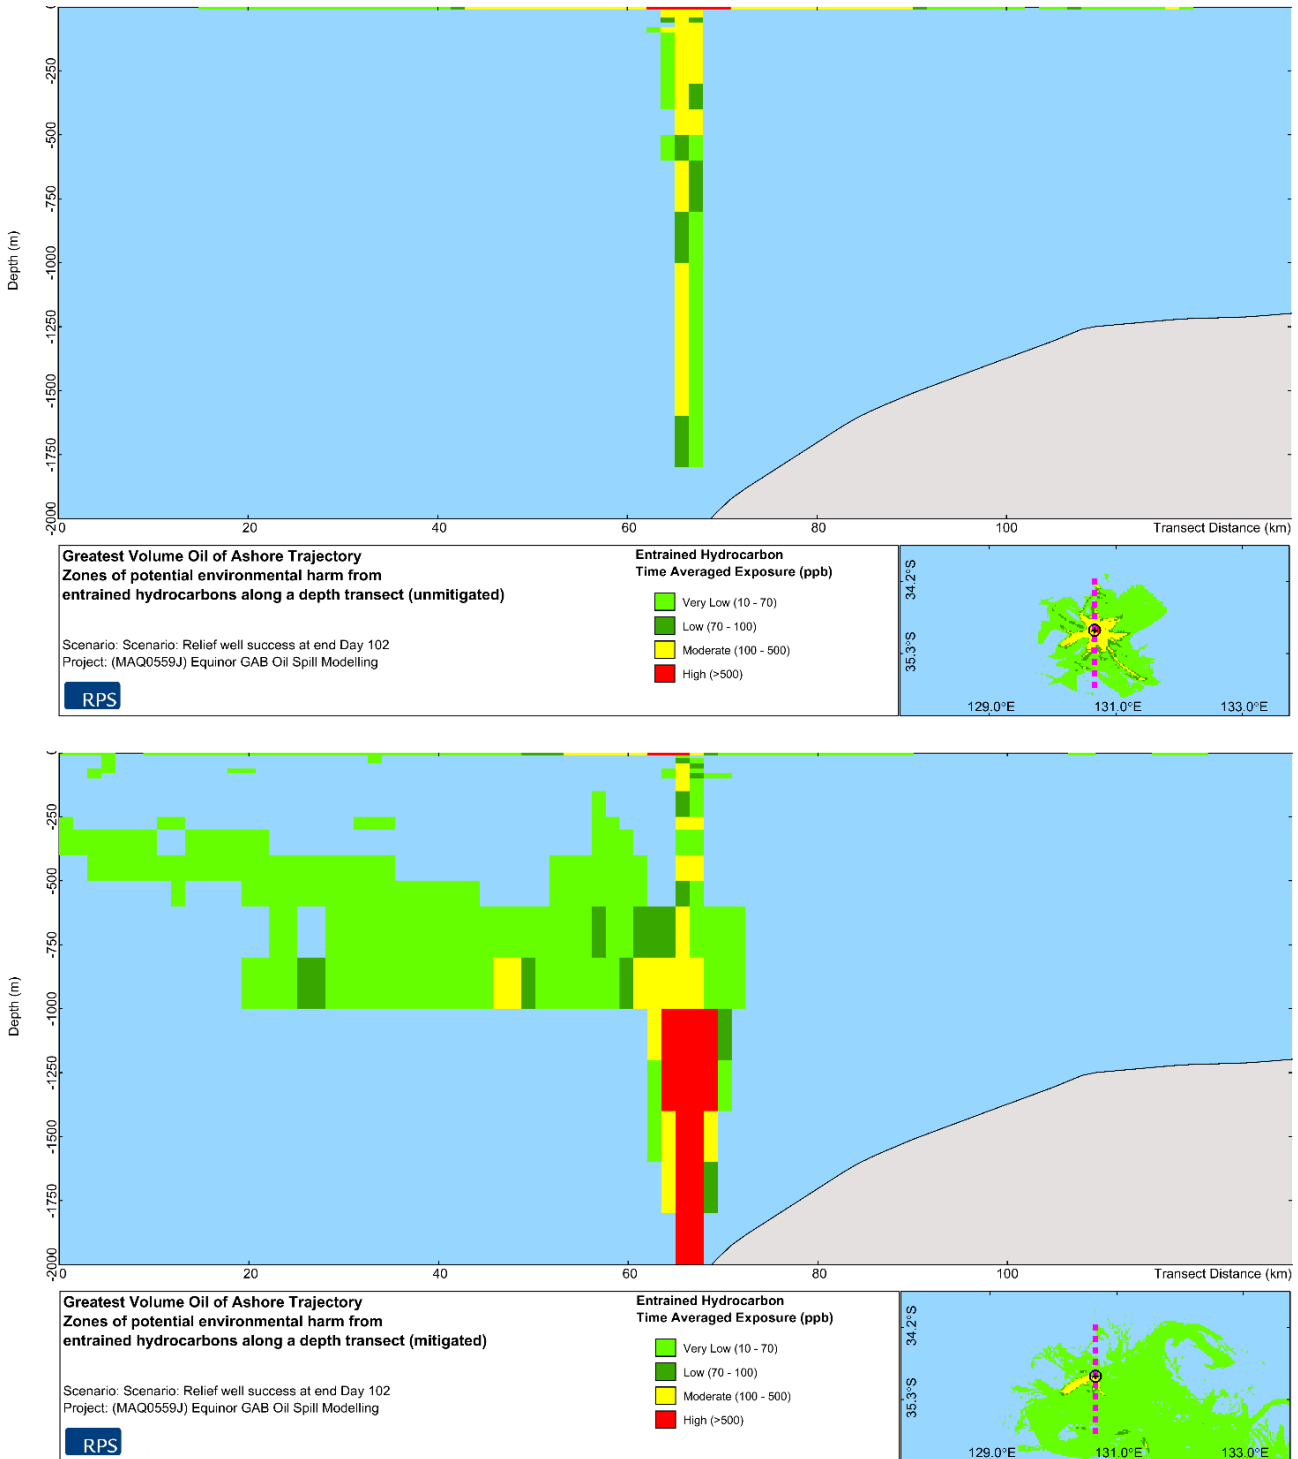 -250
-500
-750
-1000
-1250
-1500
-1750
-2000
Depth (m)
0
20
40
60
80
100
Transect Distance (km)
Greatest Volume Oil of Ashore Trajectory
Zones of potential environmental harm from
entrained hydrocarbons along a depth transect (unmitigated)
Scenario: Scenario: Relief well success at end Day 102
Project: (MAQ0559J) Equinor GAB Oil Spill Modelling
RPS
Entrained Hydrocarbon
Time Averaged Exposure (ppb)
Very Low (10 - 70)
Low (70 - 100)
Moderate (100 - 500)
High (>500)
34.2°S
35.3°S
129.0°E
131.0°E
133.0°E
-250
-500
-750
-1000
-1250
-1500
-1750
-2000
Depth (m)
0
20
40
60
80
100
Transect Distance (km)
Greatest Volume Oil of Ashore Trajectory
Zones of potential environmental harm from
entrained hydrocarbons along a depth transect (mitigated)
Scenario: Scenario: Relief well success at end Day 102
Project: (MAQ0559J) Equinor GAB Oil Spill Modelling
RPS
Entrained Hydrocarbon
Time Averaged Exposure (ppb)
Very Low (10 - 70)
Low (70 - 100)
Moderate (100 - 500)
High (>500)
34.2°S
35.3°S
129.0°E
131.0°E
133.0°E